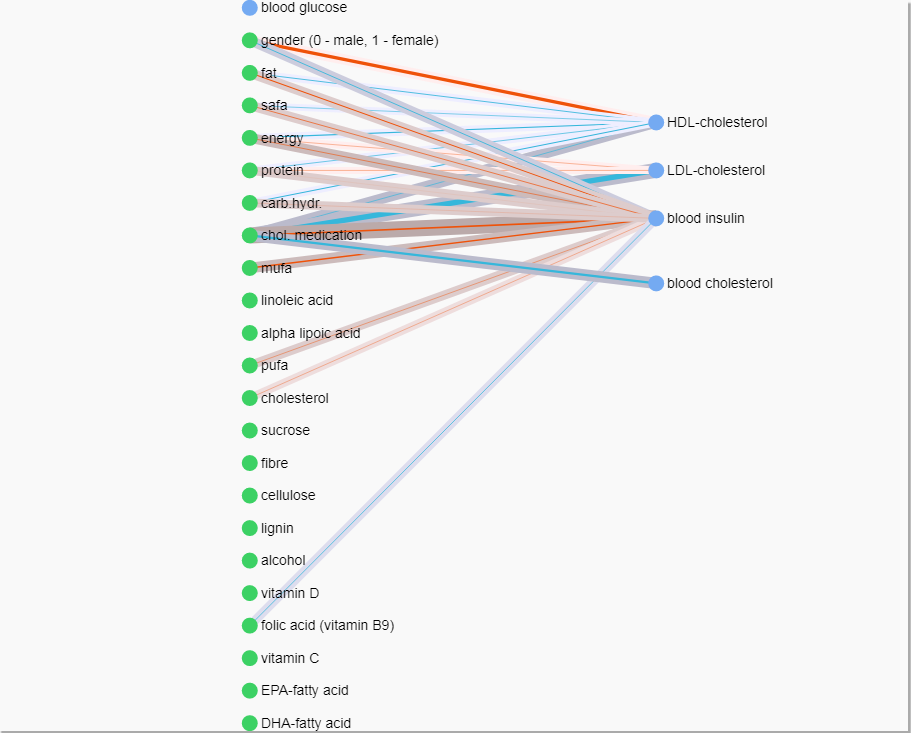 blood glucose
gender (0 - male, 1 - female)
fat
safa
energy
protein
carb.hydr.
chol. medication
mufa
linoleic acid
alpha lipoic acid
pufa
cholesterol
sucrose
fibre
cellulose
lignin
alcohol
vitamin D
folic acid (vitamin B9)
vitamin C
EPA-fatty acid
DHA-fatty acid
HDL-cholesterol
LDL-cholesterol
blood insulin
blood cholesterol